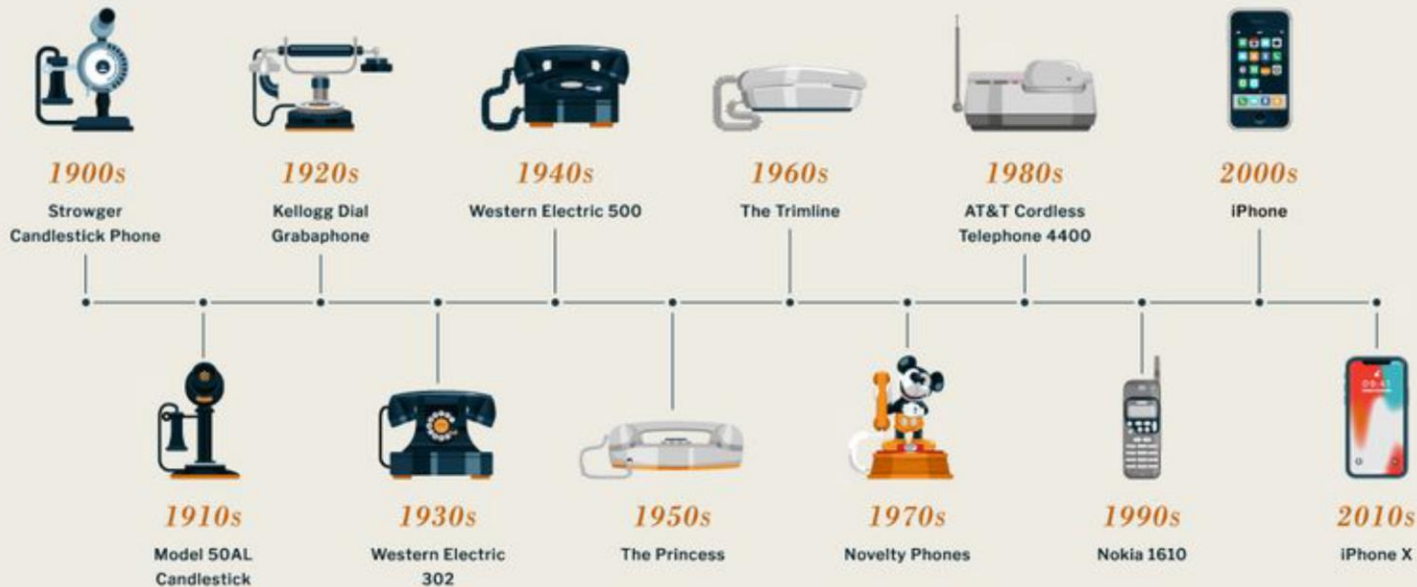 1900s
Strowger
Candlestick Phone
1920s
Kellogg Dial
Grabaphone
1940s
Western Electric 500
1960s
The Trimline
1980s
AT&T Cordless
Telephone 4400
2000s
iPhone
1910s
Model 50AL
Candlestick
1930s
Western Electric
302
1950s
The Princess
1970s
Novelty Phones
1990s
Nokia 1610
09:41
2010s
iPhone X